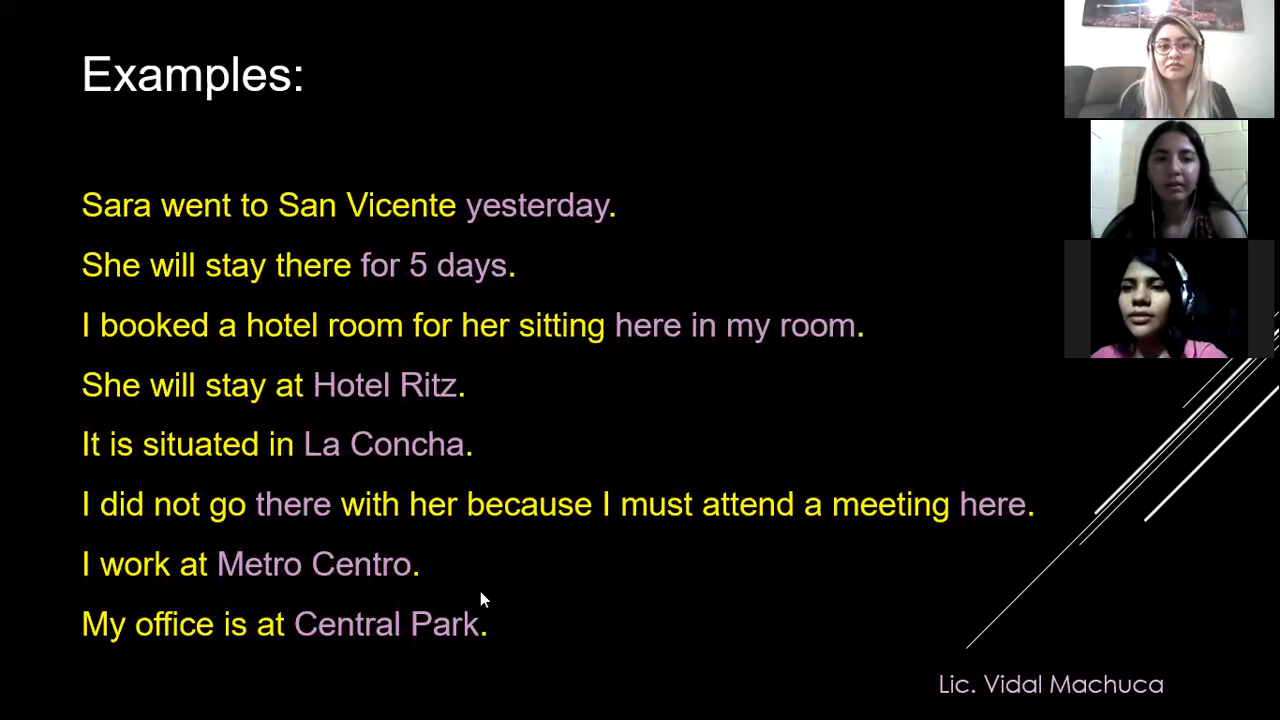 Examples:
Sara went to San Vicente yesterday.
She will stay there for 5 days.
I booked a hotel room for her sitting here in my room.
She will stay at Hotel Ritz.
It is situated in La Concha.
I did not go there with her because I must attend a meeting here.
I work at Metro Centro.
My office is at Central Park.
Lic. Vidal Machuca